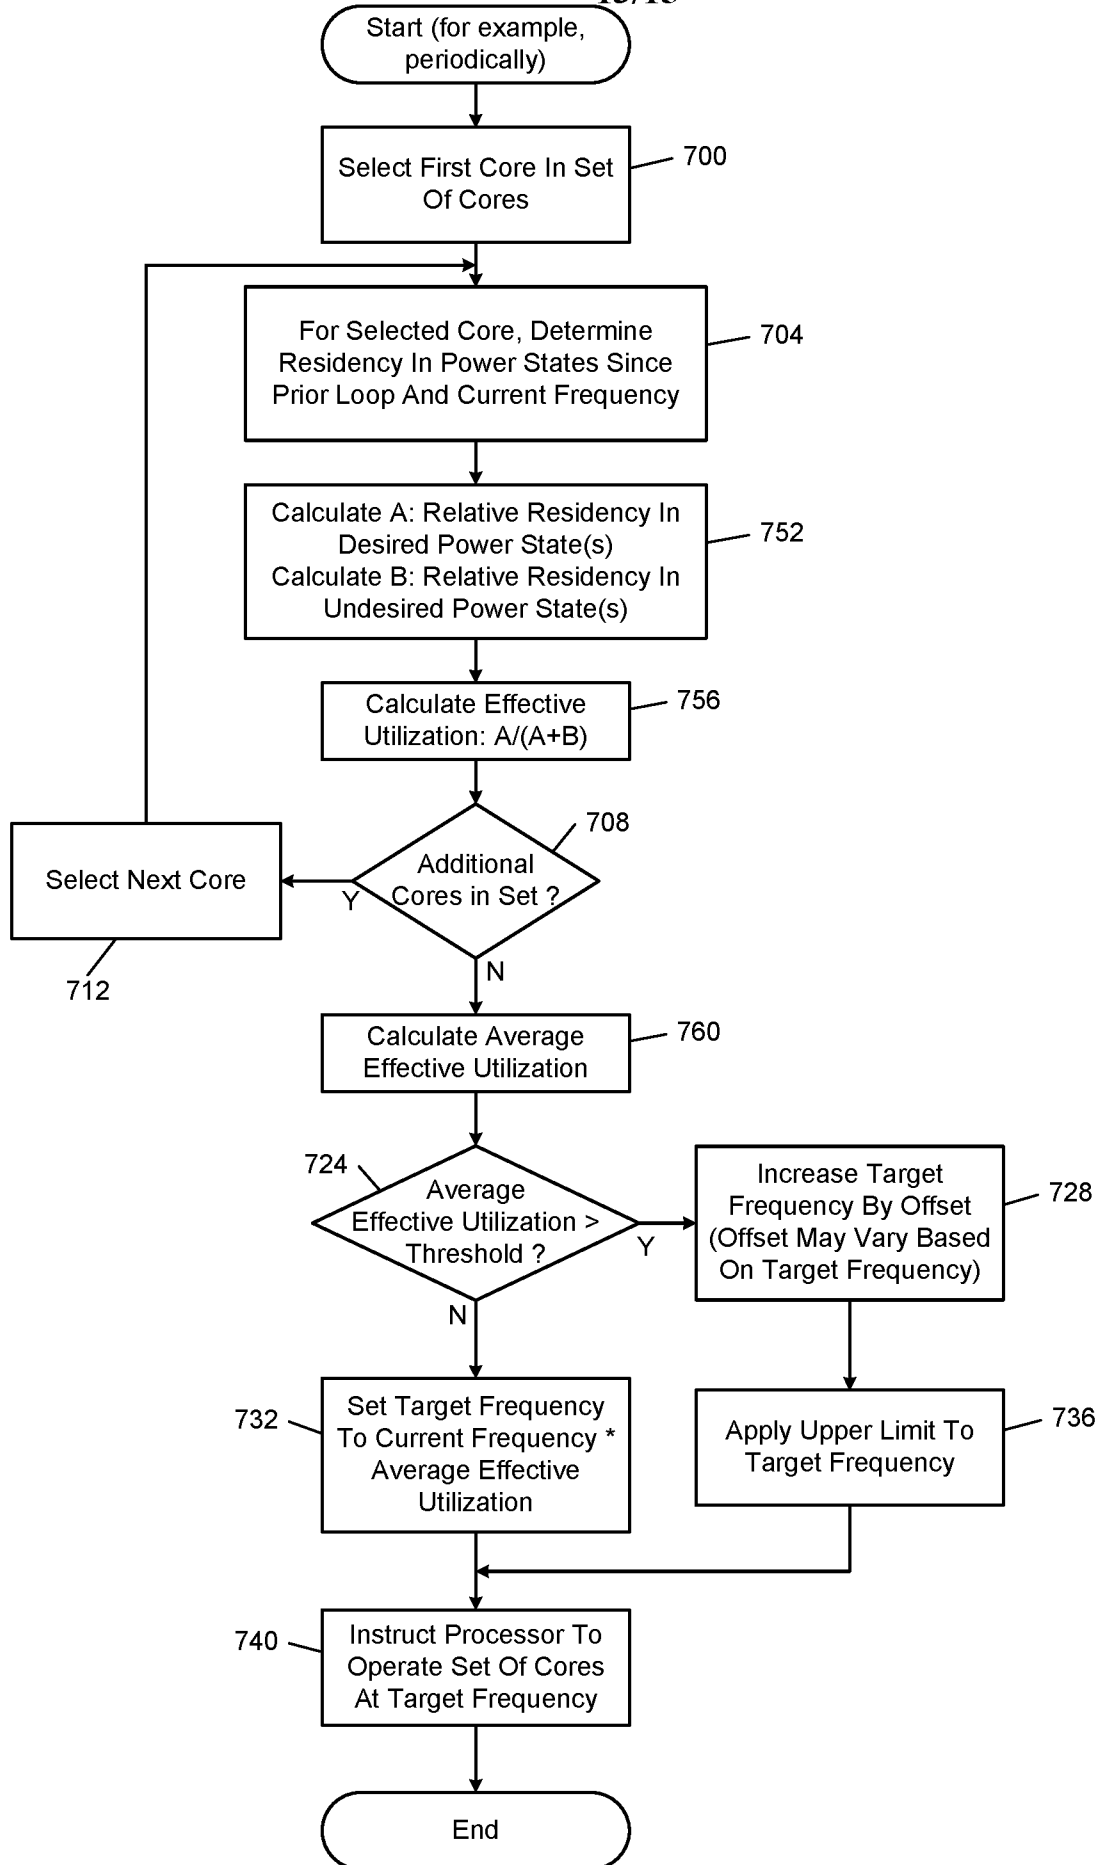 Start (for example,
periodically)
Select First Core In Set
Of Cores
700
For Selected Core, Determine
Residency In Power States Since
Prior Loop And Current Frequency
704
Calculate A: Relative Residency In
Desired Power State(s)
Calculate B: Relative Residency In
Undesired Power State(s)
752
Calculate Effective
Utilization: A/(A+B)
756
708
Additional
Cores in Set ?
Y
Select Next Core
712
N
Calculate Average
Effective Utilization
760
724
Average
Effective Utilization >
Threshold ?
Y
Increase Target
Frequency By Offset
(Offset May Vary Based
On Target Frequency)
728
N
732
Set Target Frequency
To Current Frequency *
Average Effective
Utilization
Apply Upper Limit To
Target Frequency
736
740
Instruct Processor To
Operate Set Of Cores
At Target Frequency
End